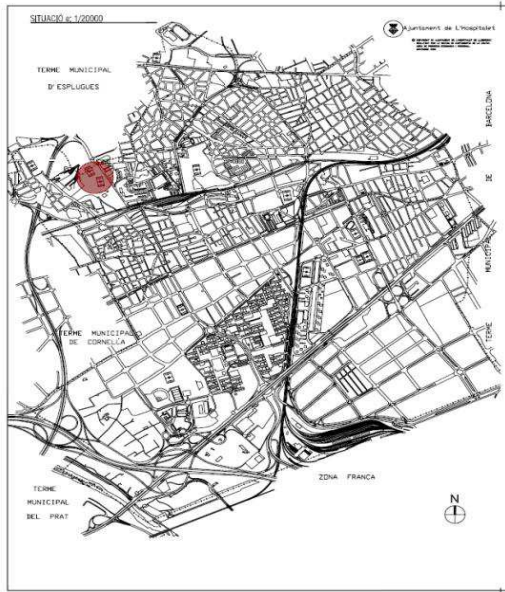 SITUACIÓ e: 1/20000
Ajuntament de L'Hospitalet
TERME MUNICIPAL
D'ESPLUGUES
BARCELONA
DE
MUNICIPAL
TERME
TERME MUNICIPAL
DE CORNELLA
ZONA FRANCA
TERME
MUNICIPAL
DEL PRAT
N